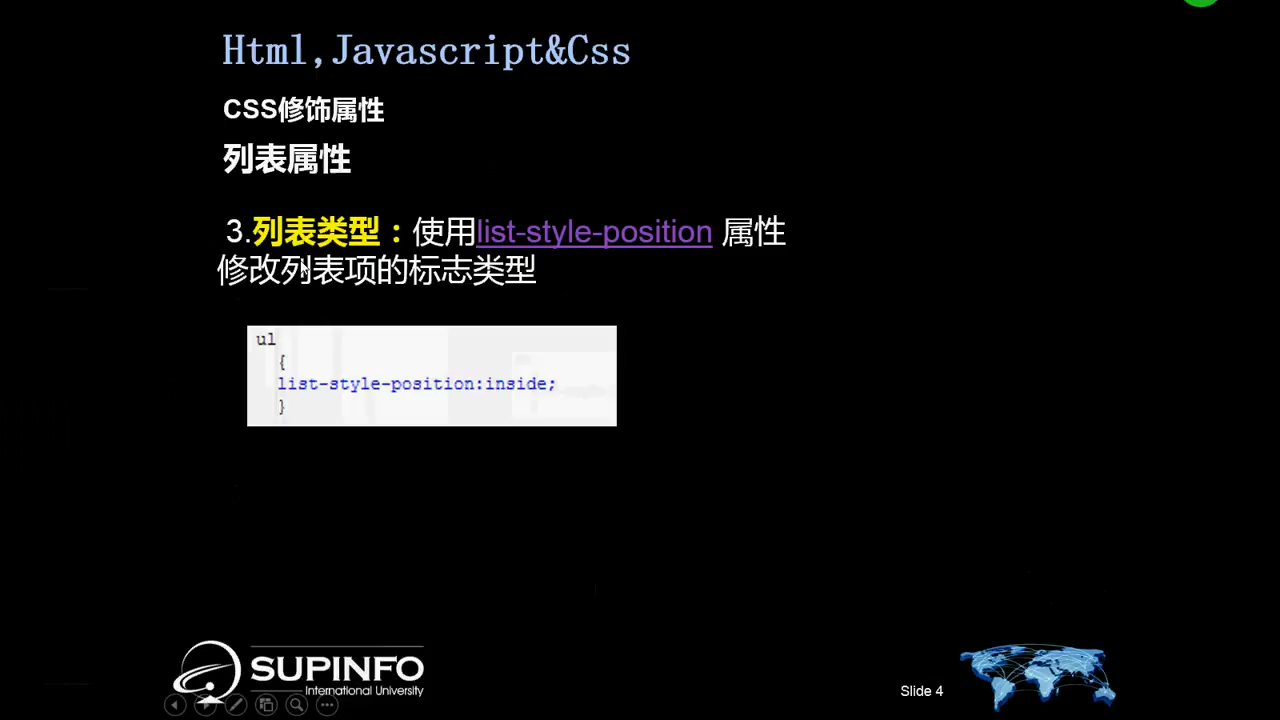 Html,Javascript&Css
CSS修饰属性
列表属性
3.列表类型：使用list-style-position 属性
修改列表项的标志类型
ul
{
list-style-position:inside;
}
SUPINFO
International University
Slide 4